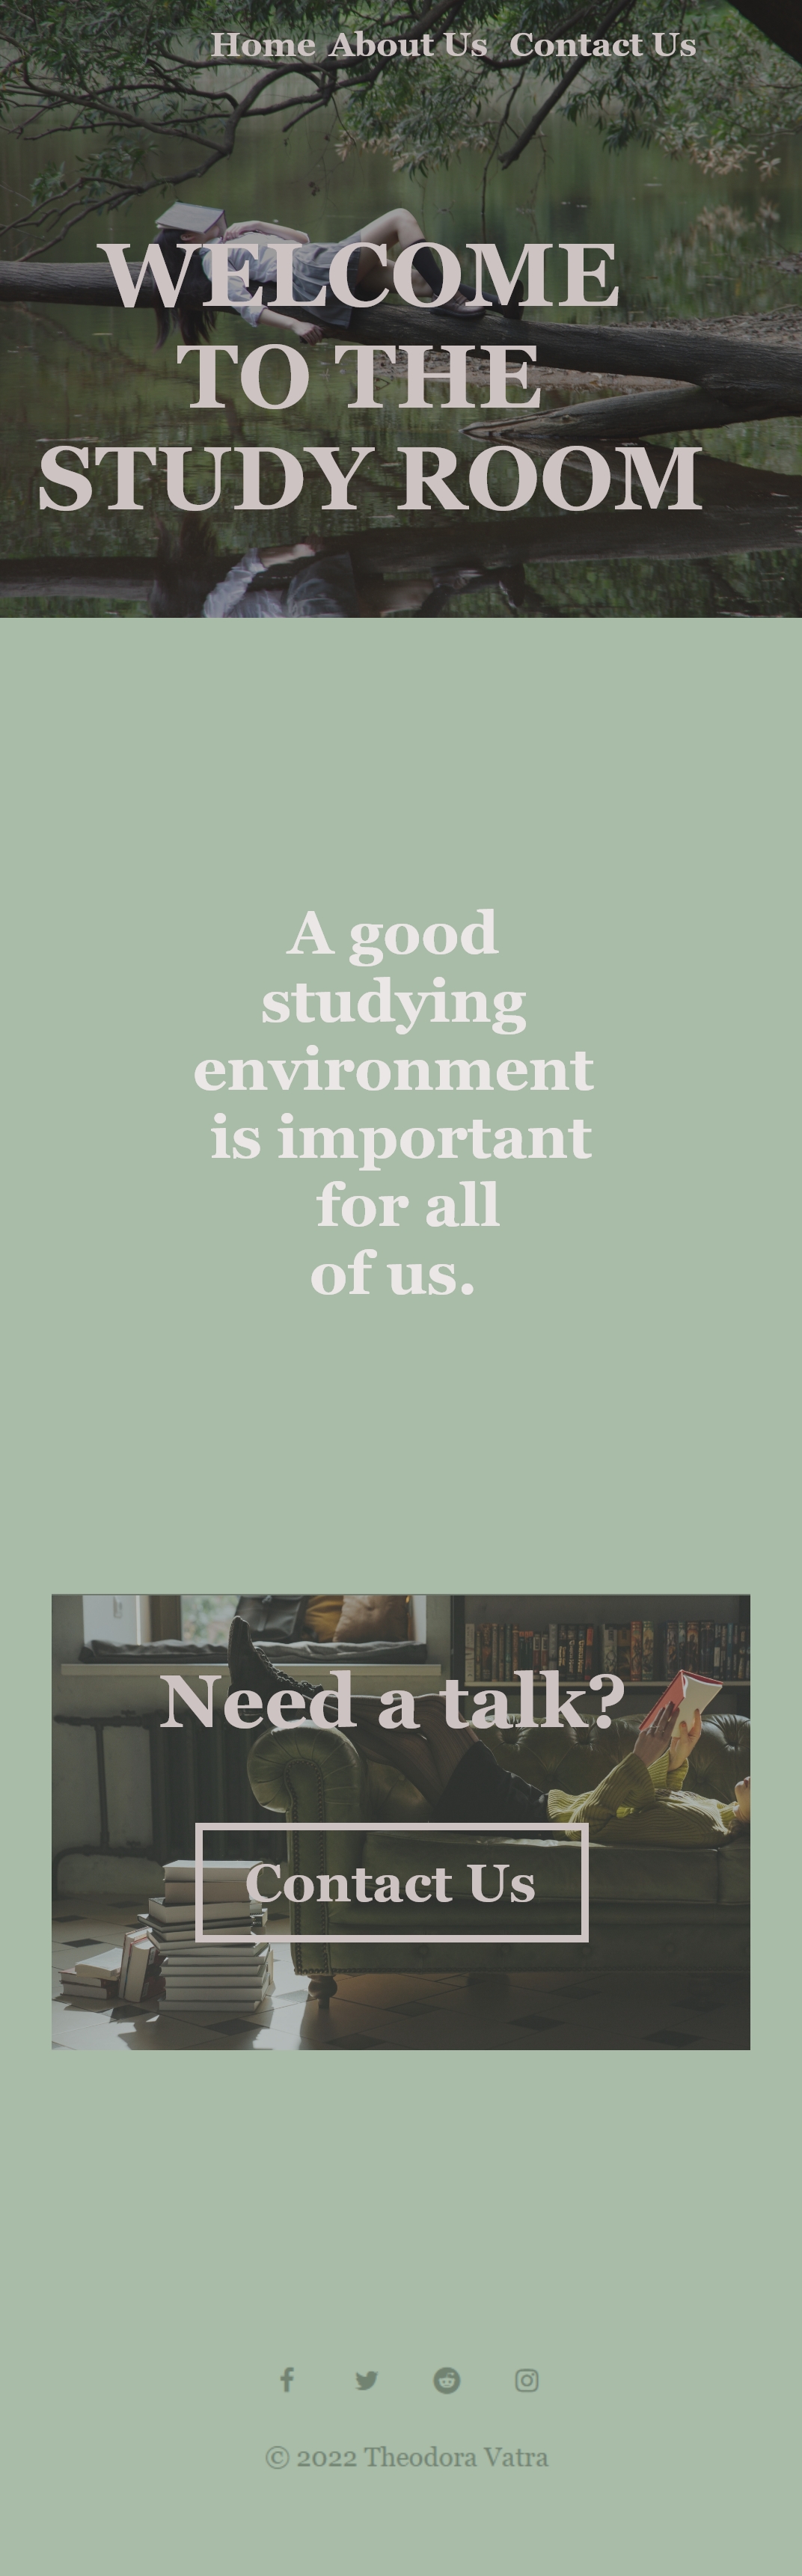 Home About Us Contact Us
WELCOME
TO THE
STUDY ROOM
A good
studying
environment
is important
for all
of us.
Need a talk?
Contact Us
© 2022 Theodora Vatra